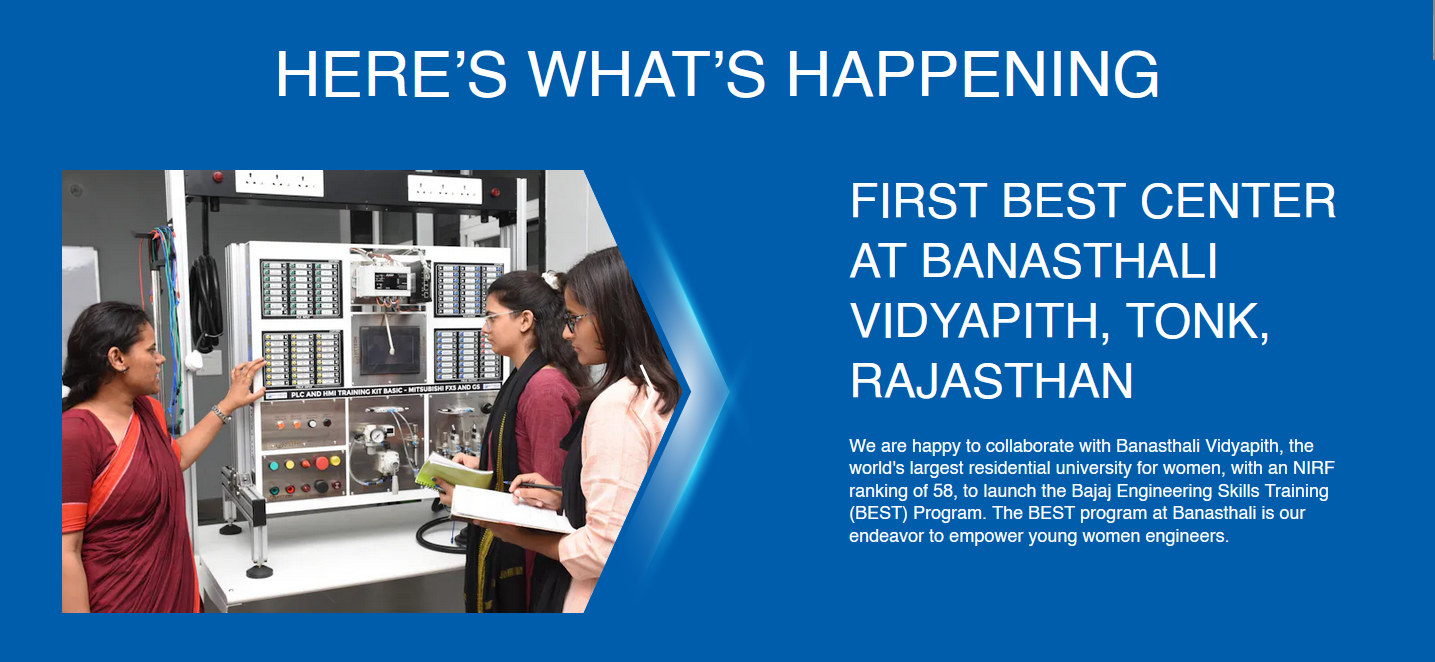 HERE’S WHAT’S HAPPENING
FIRST BEST CENTER
AT BANASTHALI
VIDYAPITH, TONK,
RAJASTHAN
We are happy to collaborate with Banasthali Vidyapith, the
world's largest residential university for women, with an NIRF
ranking of 58, to launch the Bajaj Engineering Skills Training
(BEST) Program. The BEST program at Banasthali is our
endeavor to empower young women engineers.
PLC AND HMI TRAINING KIT BASIC - MITSUBISHI FX5 AND GS